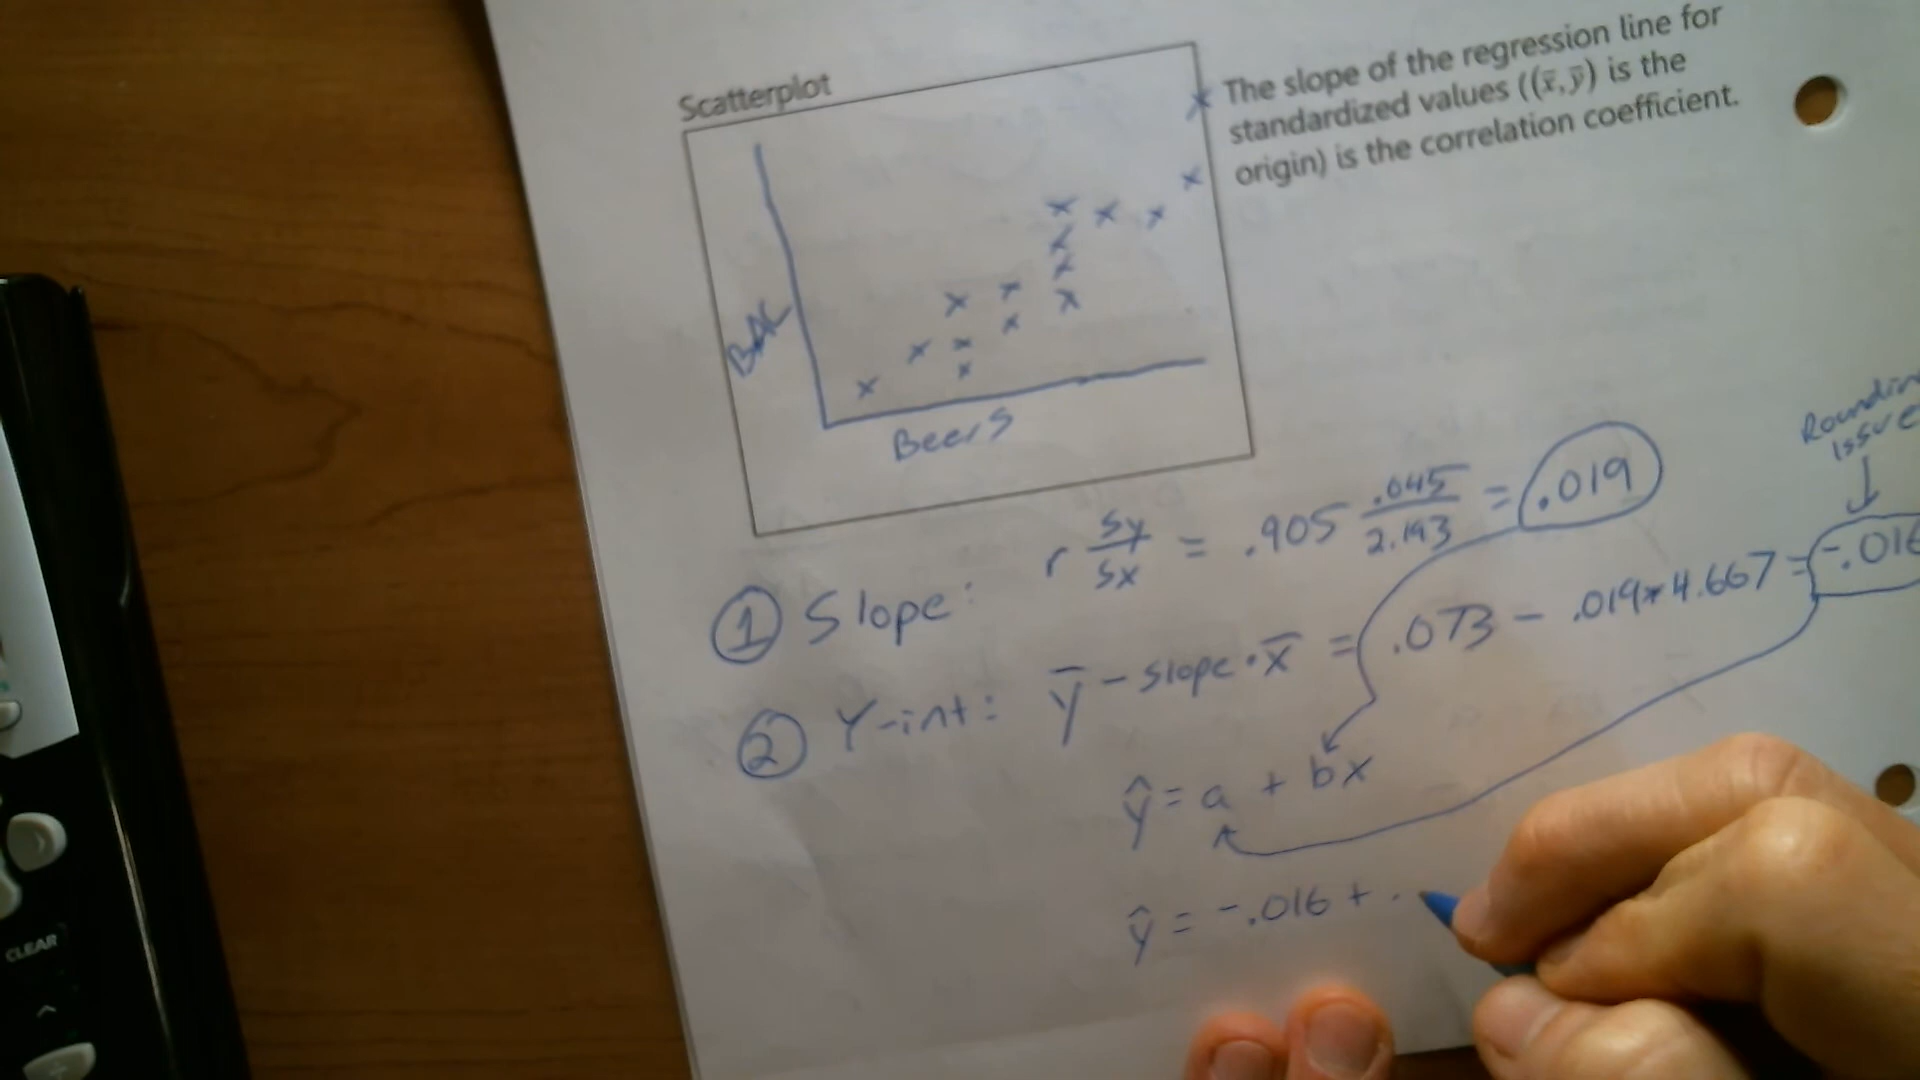 Scatterplot
The slope of the regression line for
standardized values ((x̄,ȳ) is the
origin) is the correlation coefficient.
BAC
Beers
Rounding
issue
① Slope: r sy/sx = .905 .045/2.193 = .019
② Y-int: ȳ - slope · x̄ = .073 - .019*4.667 = -.016
ŷ = a + bx
ŷ = -.016 + .
CLEAR